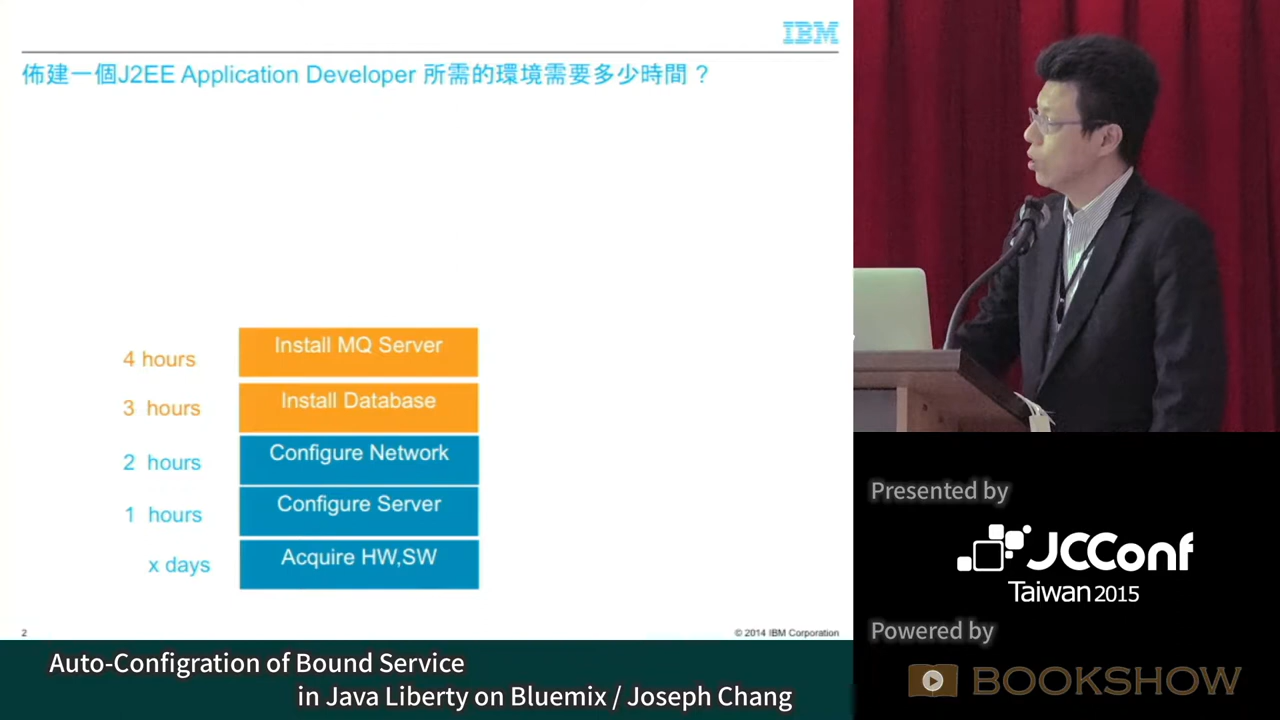 IBM
佈建一個J2EE Application Developer 所需的環境需要多少時間 ?
4 hours
Install MQ Server
3 hours
Install Database
2 hours
Configure Network
1 hours
Configure Server
x days
Acquire HW,SW
2
© 2014 IBM Corporation
Auto-Configration of Bound Service
in Java Liberty on Bluemix / Joseph Chang
Presented by
JCConf
Taiwan 2015
Powered by
BOOKSHOW